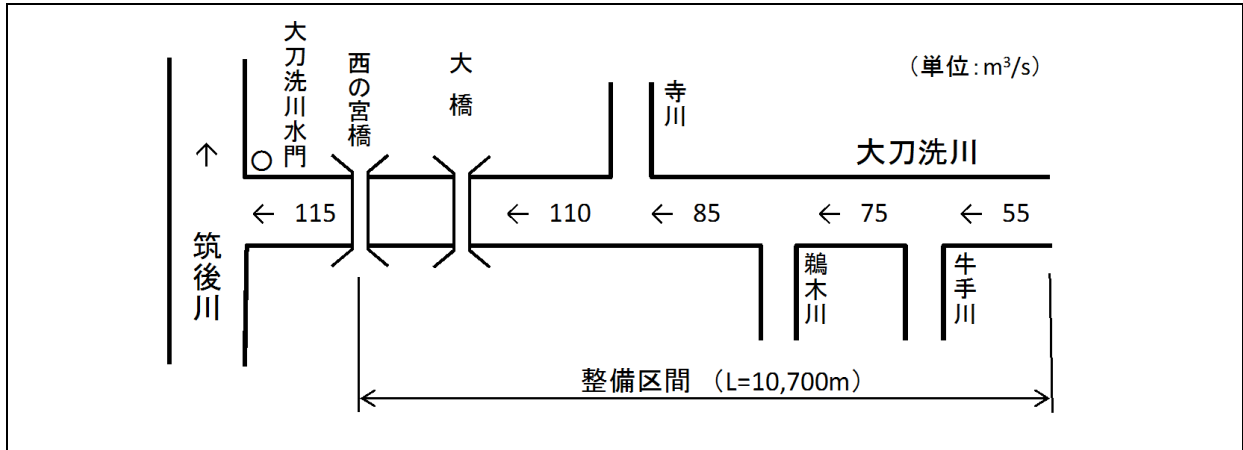 大刀洗川水門
西の宮橋
大橋
寺川
(単位:m³/s)
大刀洗川
↑
○
← 115
← 110
← 85
← 75
← 55
筑後川
鵜木川
牛手川
整備区間 (L=10,700m)